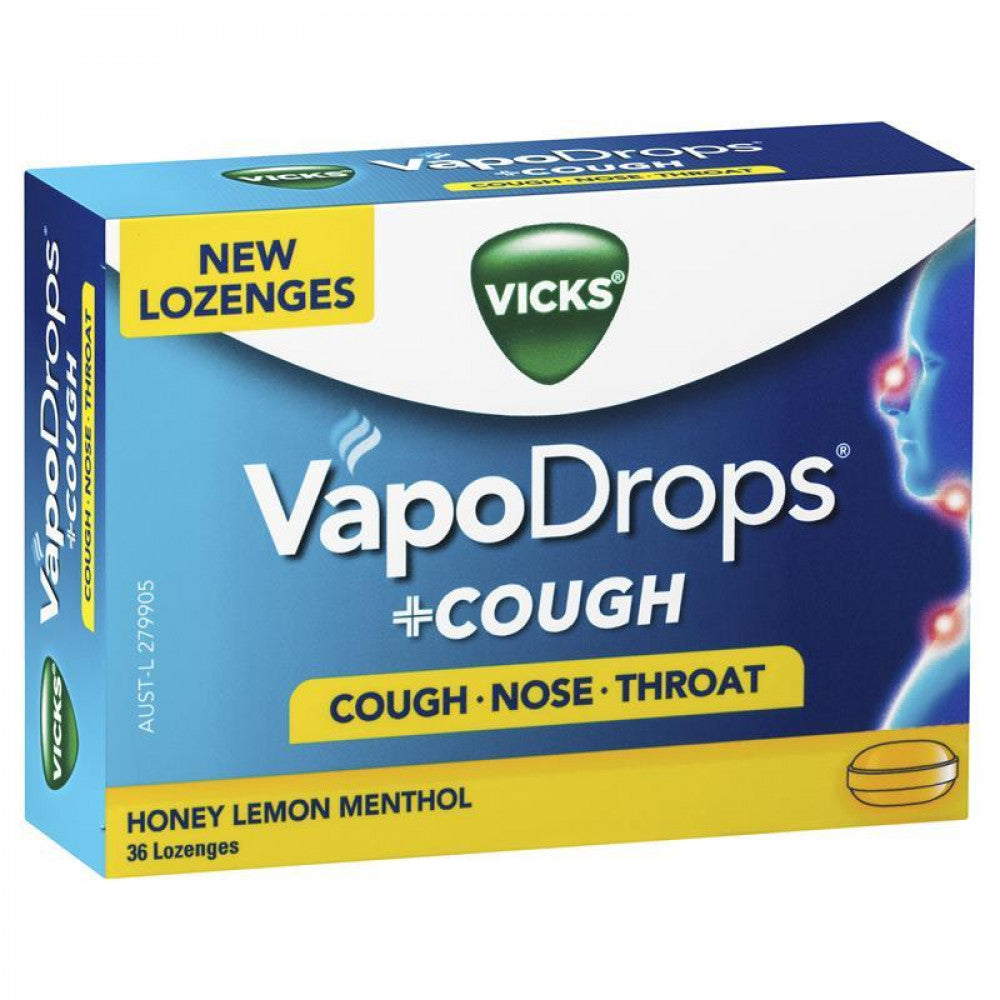 VICKS
VapoDrops®
+COUGH
COUGH · NOSE · THROAT
NEW
LOZENGES
VICKS®
VapoDrops®
+COUGH
COUGH · NOSE · THROAT
HONEY LEMON MENTHOL
36 Lozenges
VapoDrops®
+COUGH
COUGH · NOSE · THROAT
AUST-L 279905
VICKS